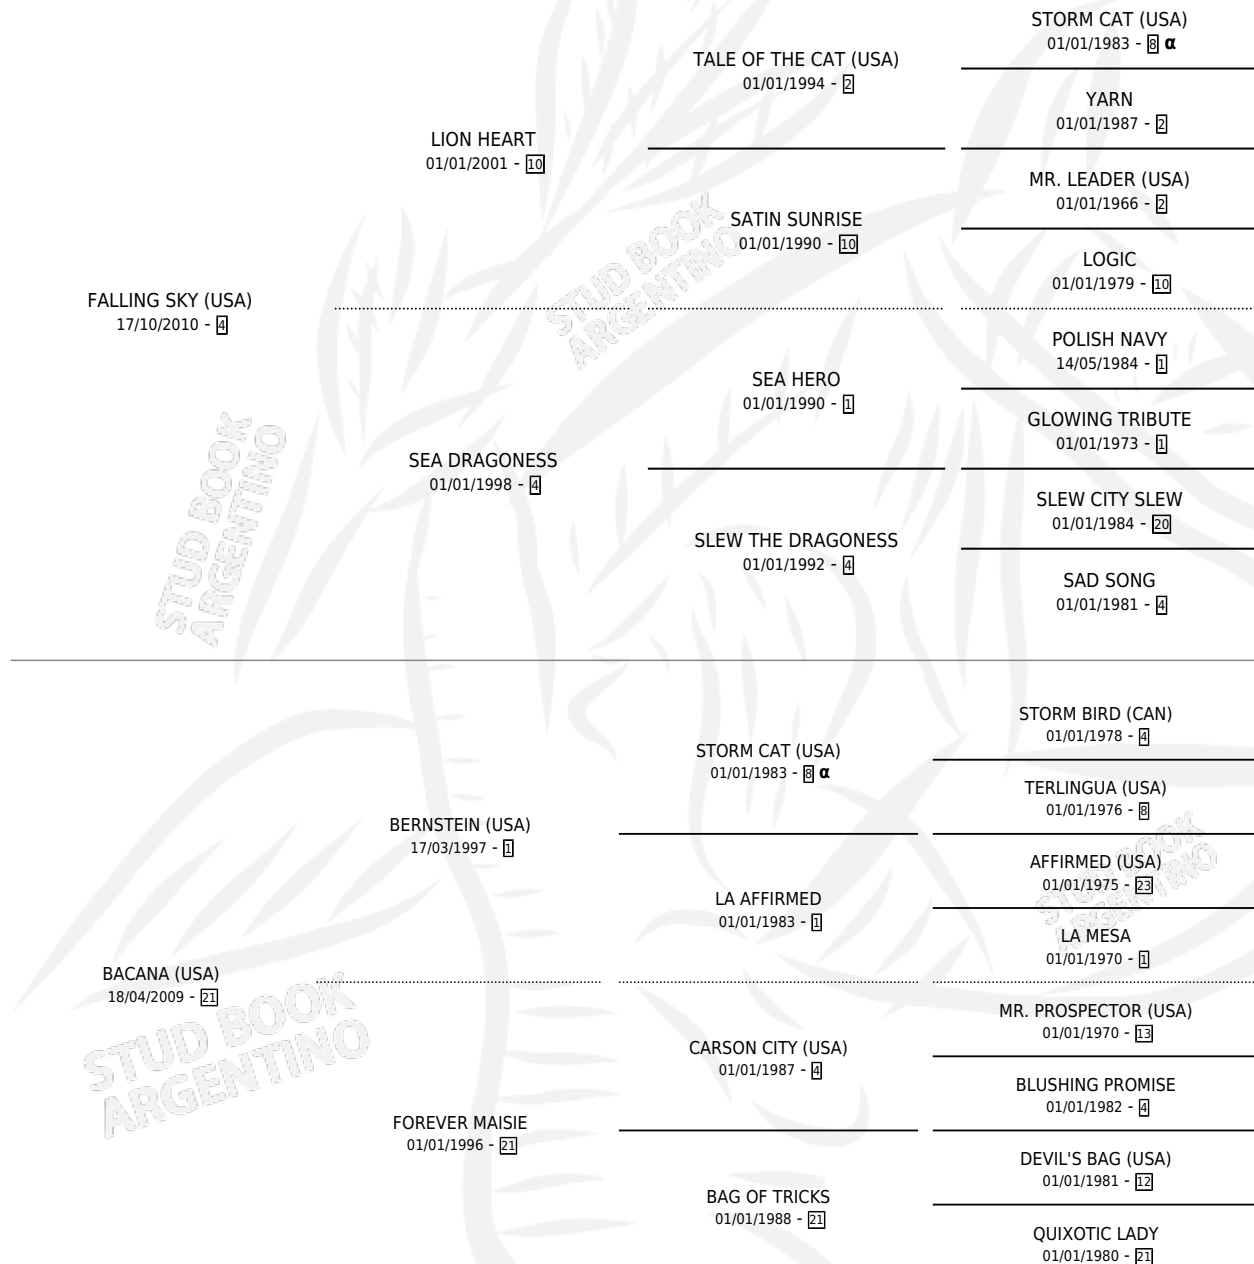 STORM CAT (USA)
01/01/1983 - 8 α
TALE OF THE CAT (USA)
01/01/1994 - 2
YARN
01/01/1987 - 2
LION HEART
01/01/2001 - 10
MR. LEADER (USA)
01/01/1966 - 2
SATIN SUNRISE
01/01/1990 - 10
LOGIC
01/01/1979 - 10
FALLING SKY (USA)
17/10/2010 - 4
STUD BOOK
ARGENTINO
POLISH NAVY
14/05/1984 - 1
SEA HERO
01/01/1990 - 1
GLOWING TRIBUTE
01/01/1973 - 1
SEA DRAGONESS
01/01/1998 - 4
SLEW CITY SLEW
01/01/1984 - 20
SLEW THE DRAGONESS
01/01/1992 - 4
SAD SONG
01/01/1981 - 4
STUD BOOK
ARGENTINO
STORM BIRD (CAN)
01/01/1978 - 4
STORM CAT (USA)
01/01/1983 - 8 α
TERLINGUA (USA)
01/01/1976 - 8
BERNSTEIN (USA)
17/03/1997 - 1
AFFIRMED (USA)
01/01/1975 - 23
LA AFFIRMED
01/01/1983 - 1
LA MESA
01/01/1970 - 1
STUD BOOK
ARGENTINO
BACANA (USA)
18/04/2009 - 21
MR. PROSPECTOR (USA)
01/01/1970 - 13
CARSON CITY (USA)
01/01/1987 - 4
BLUSHING PROMISE
01/01/1982 - 4
FOREVER MAISIE
01/01/1996 - 21
DEVIL'S BAG (USA)
01/01/1981 - 12
BAG OF TRICKS
01/01/1988 - 21
QUIXOTIC LADY
01/01/1980 - 21
STUD BOOK
ARGENTINO